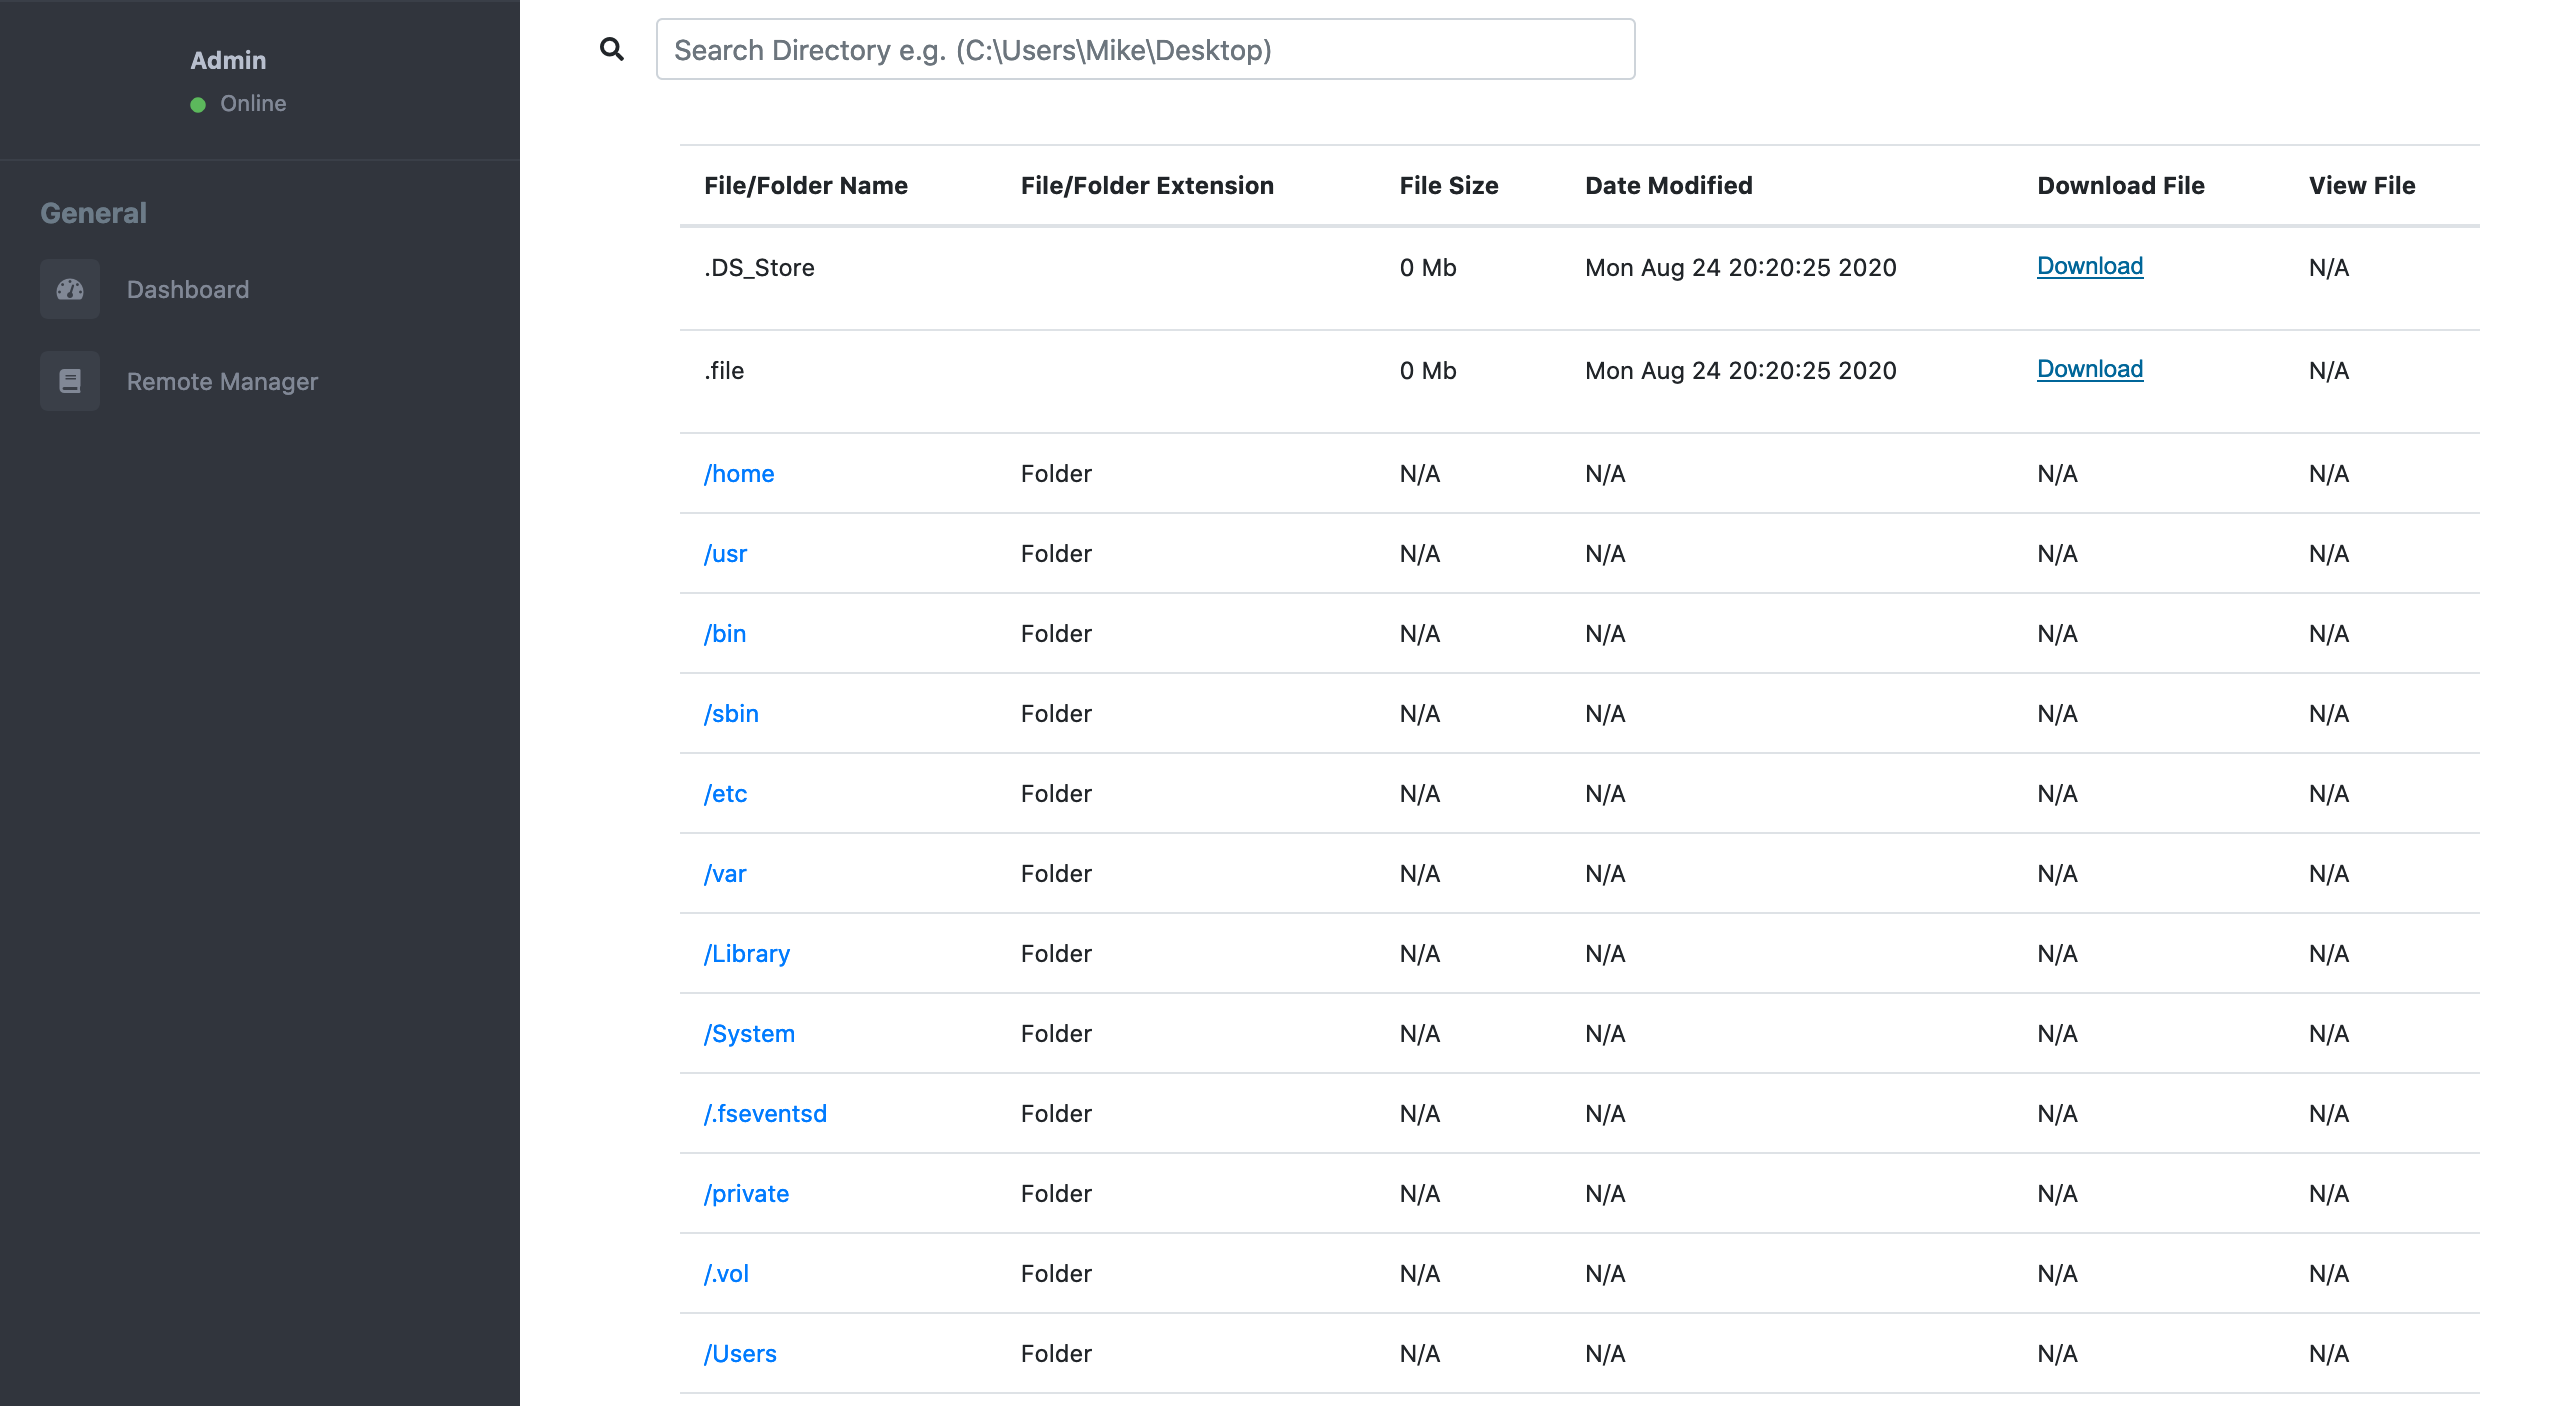 Admin
Online
General
Dashboard
Remote Manager
Search Directory e.g. (C:\Users\Mike\Desktop)
File/Folder Name File/Folder Extension File Size Date Modified Download File View File
.DS_Store 0 Mb Mon Aug 24 20:20:25 2020 Download N/A
.file 0 Mb Mon Aug 24 20:20:25 2020 Download N/A
/home Folder N/A N/A N/A N/A
/usr Folder N/A N/A N/A N/A
/bin Folder N/A N/A N/A N/A
/sbin Folder N/A N/A N/A N/A
/etc Folder N/A N/A N/A N/A
/var Folder N/A N/A N/A N/A
/Library Folder N/A N/A N/A N/A
/System Folder N/A N/A N/A N/A
/.fseventsd Folder N/A N/A N/A N/A
/private Folder N/A N/A N/A N/A
/.vol Folder N/A N/A N/A N/A
/Users Folder N/A N/A N/A N/A